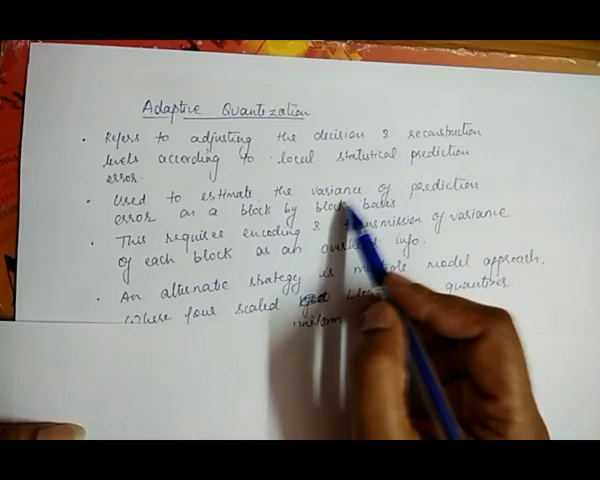 Adaptive Quantization
• Refers to adjusting the decision & reconstruction
levels according to local statistical prediction
error.
• Used to estimate the variance of prediction
error on a block by block
• This requires encoding & transmission of variance
of each block as an info.
• An alternate strategy is multiple model approach.
Where four scaled quantizer
uniform